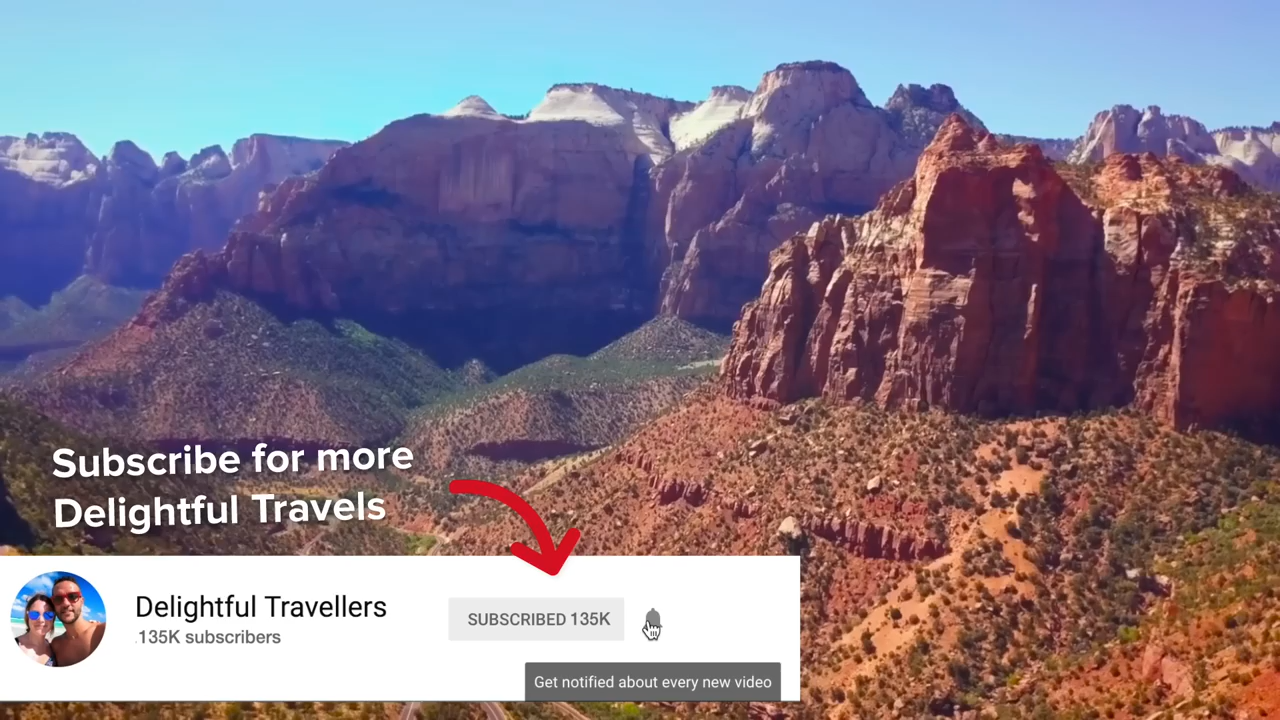 Subscribe for more
Delightful Travels
Delightful Travellers
135K subscribers
SUBSCRIBED 135K
Get notified about every new video